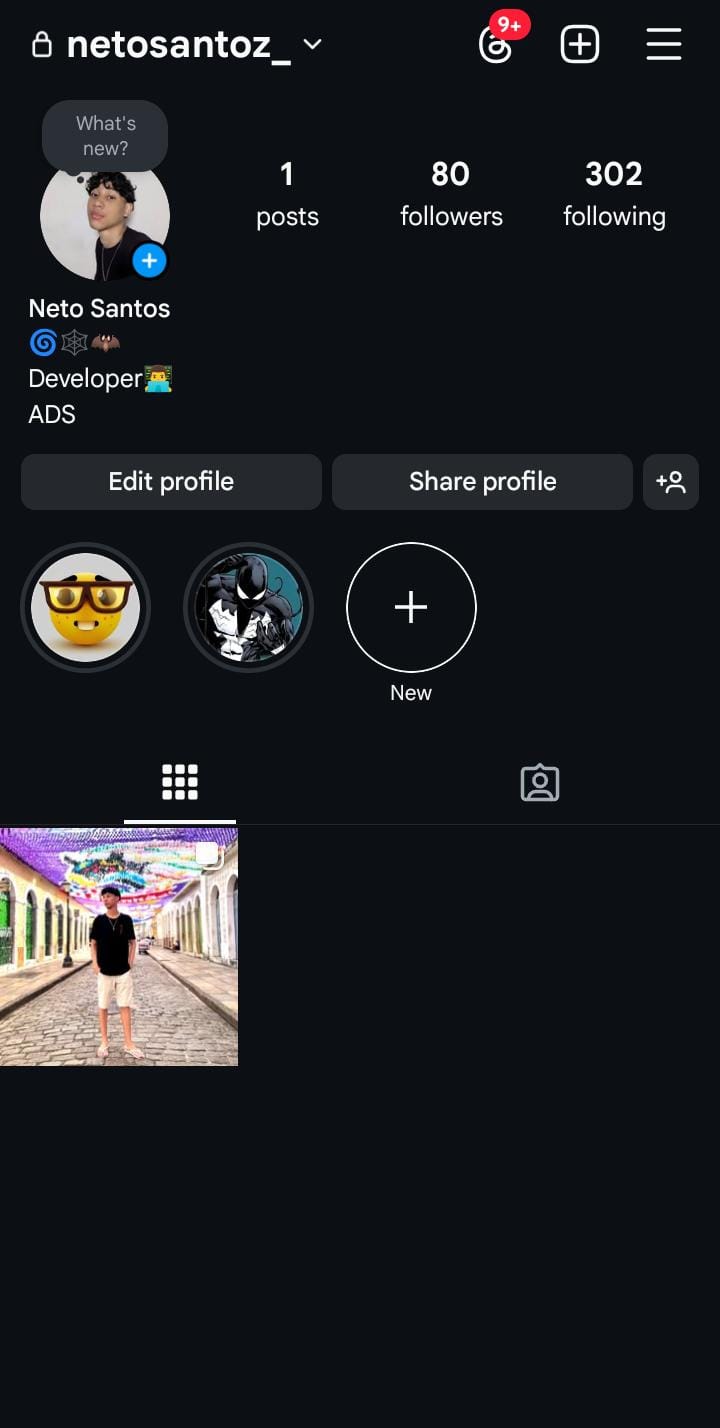 netosantoz_
9+
What's
new?
1
posts
80
followers
302
following
Neto Santos
🌀🕸️🦇
Developer👨‍💻
ADS
Edit profile
Share profile
New